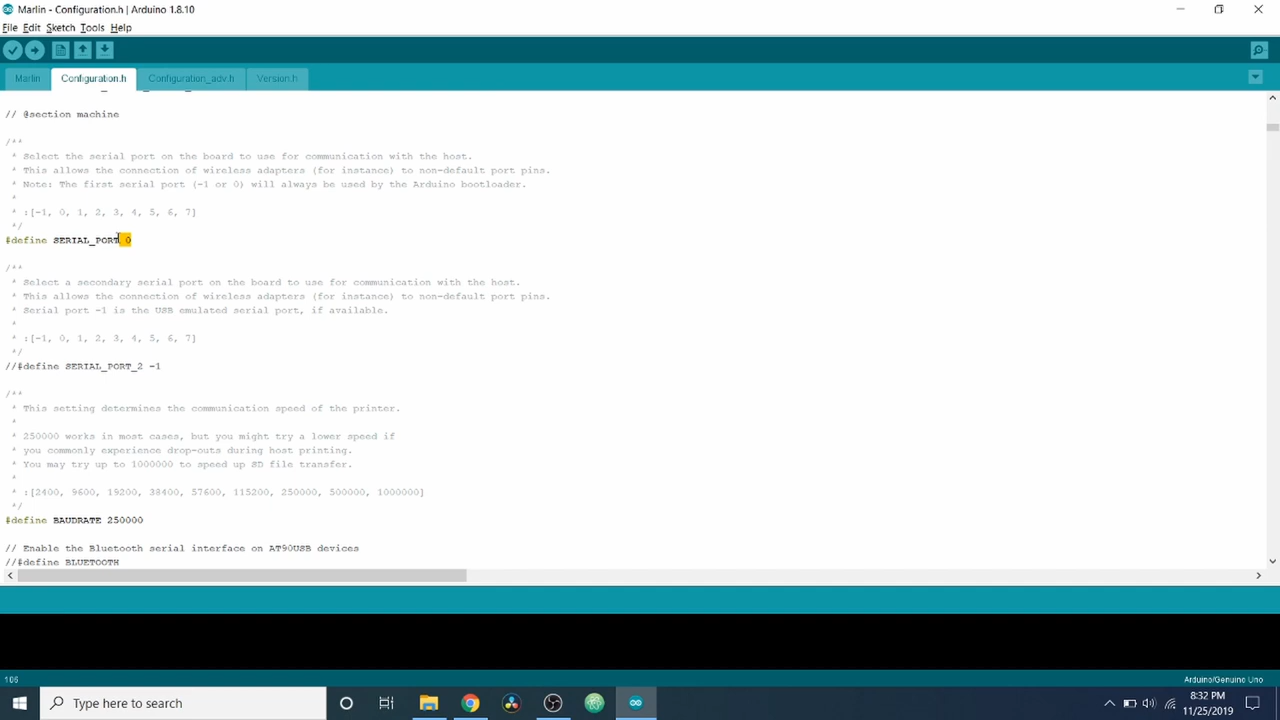 Marlin - Configuration.h | Arduino 1.8.10
File Edit Sketch Tools Help
Marlin Configuration.h Configuration_adv.h Version.h
// @section machine
/**
* Select the serial port on the board to use for communication with the host.
* This allows the connection of wireless adapters (for instance) to non-default port pins.
* Note: The first serial port (-1 or 0) will always be used by the Arduino bootloader.
*
* :[-1, 0, 1, 2, 3, 4, 5, 6, 7]
*/
#define SERIAL_PORT 0
/**
* Select a secondary serial port on the board to use for communication with the host.
* This allows the connection of wireless adapters (for instance) to non-default port pins.
* Serial port -1 is the USB emulated serial port, if available.
*
* :[-1, 0, 1, 2, 3, 4, 5, 6, 7]
*/
//#define SERIAL_PORT_2 -1
/**
* This setting determines the communication speed of the printer.
*
* 250000 works in most cases, but you might try a lower speed if
* you commonly experience drop-outs during host printing.
* You may try up to 1000000 to speed up SD file transfer.
*
* :[2400, 9600, 19200, 38400, 57600, 115200, 250000, 500000, 1000000]
*/
#define BAUDRATE 250000
// Enable the Bluetooth serial interface on AT90USB devices
//#define BLUETOOTH
106
Arduino/Genuino Uno
Type here to search
8:32 PM
11/25/2019